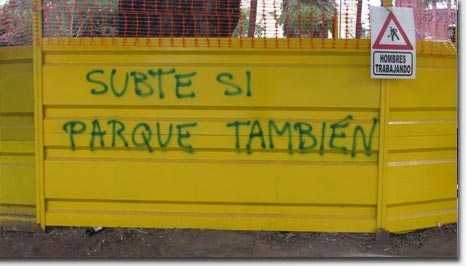 SUBTE SI
PARQUE TAMBIÉN
HOMBRES
TRABAJANDO